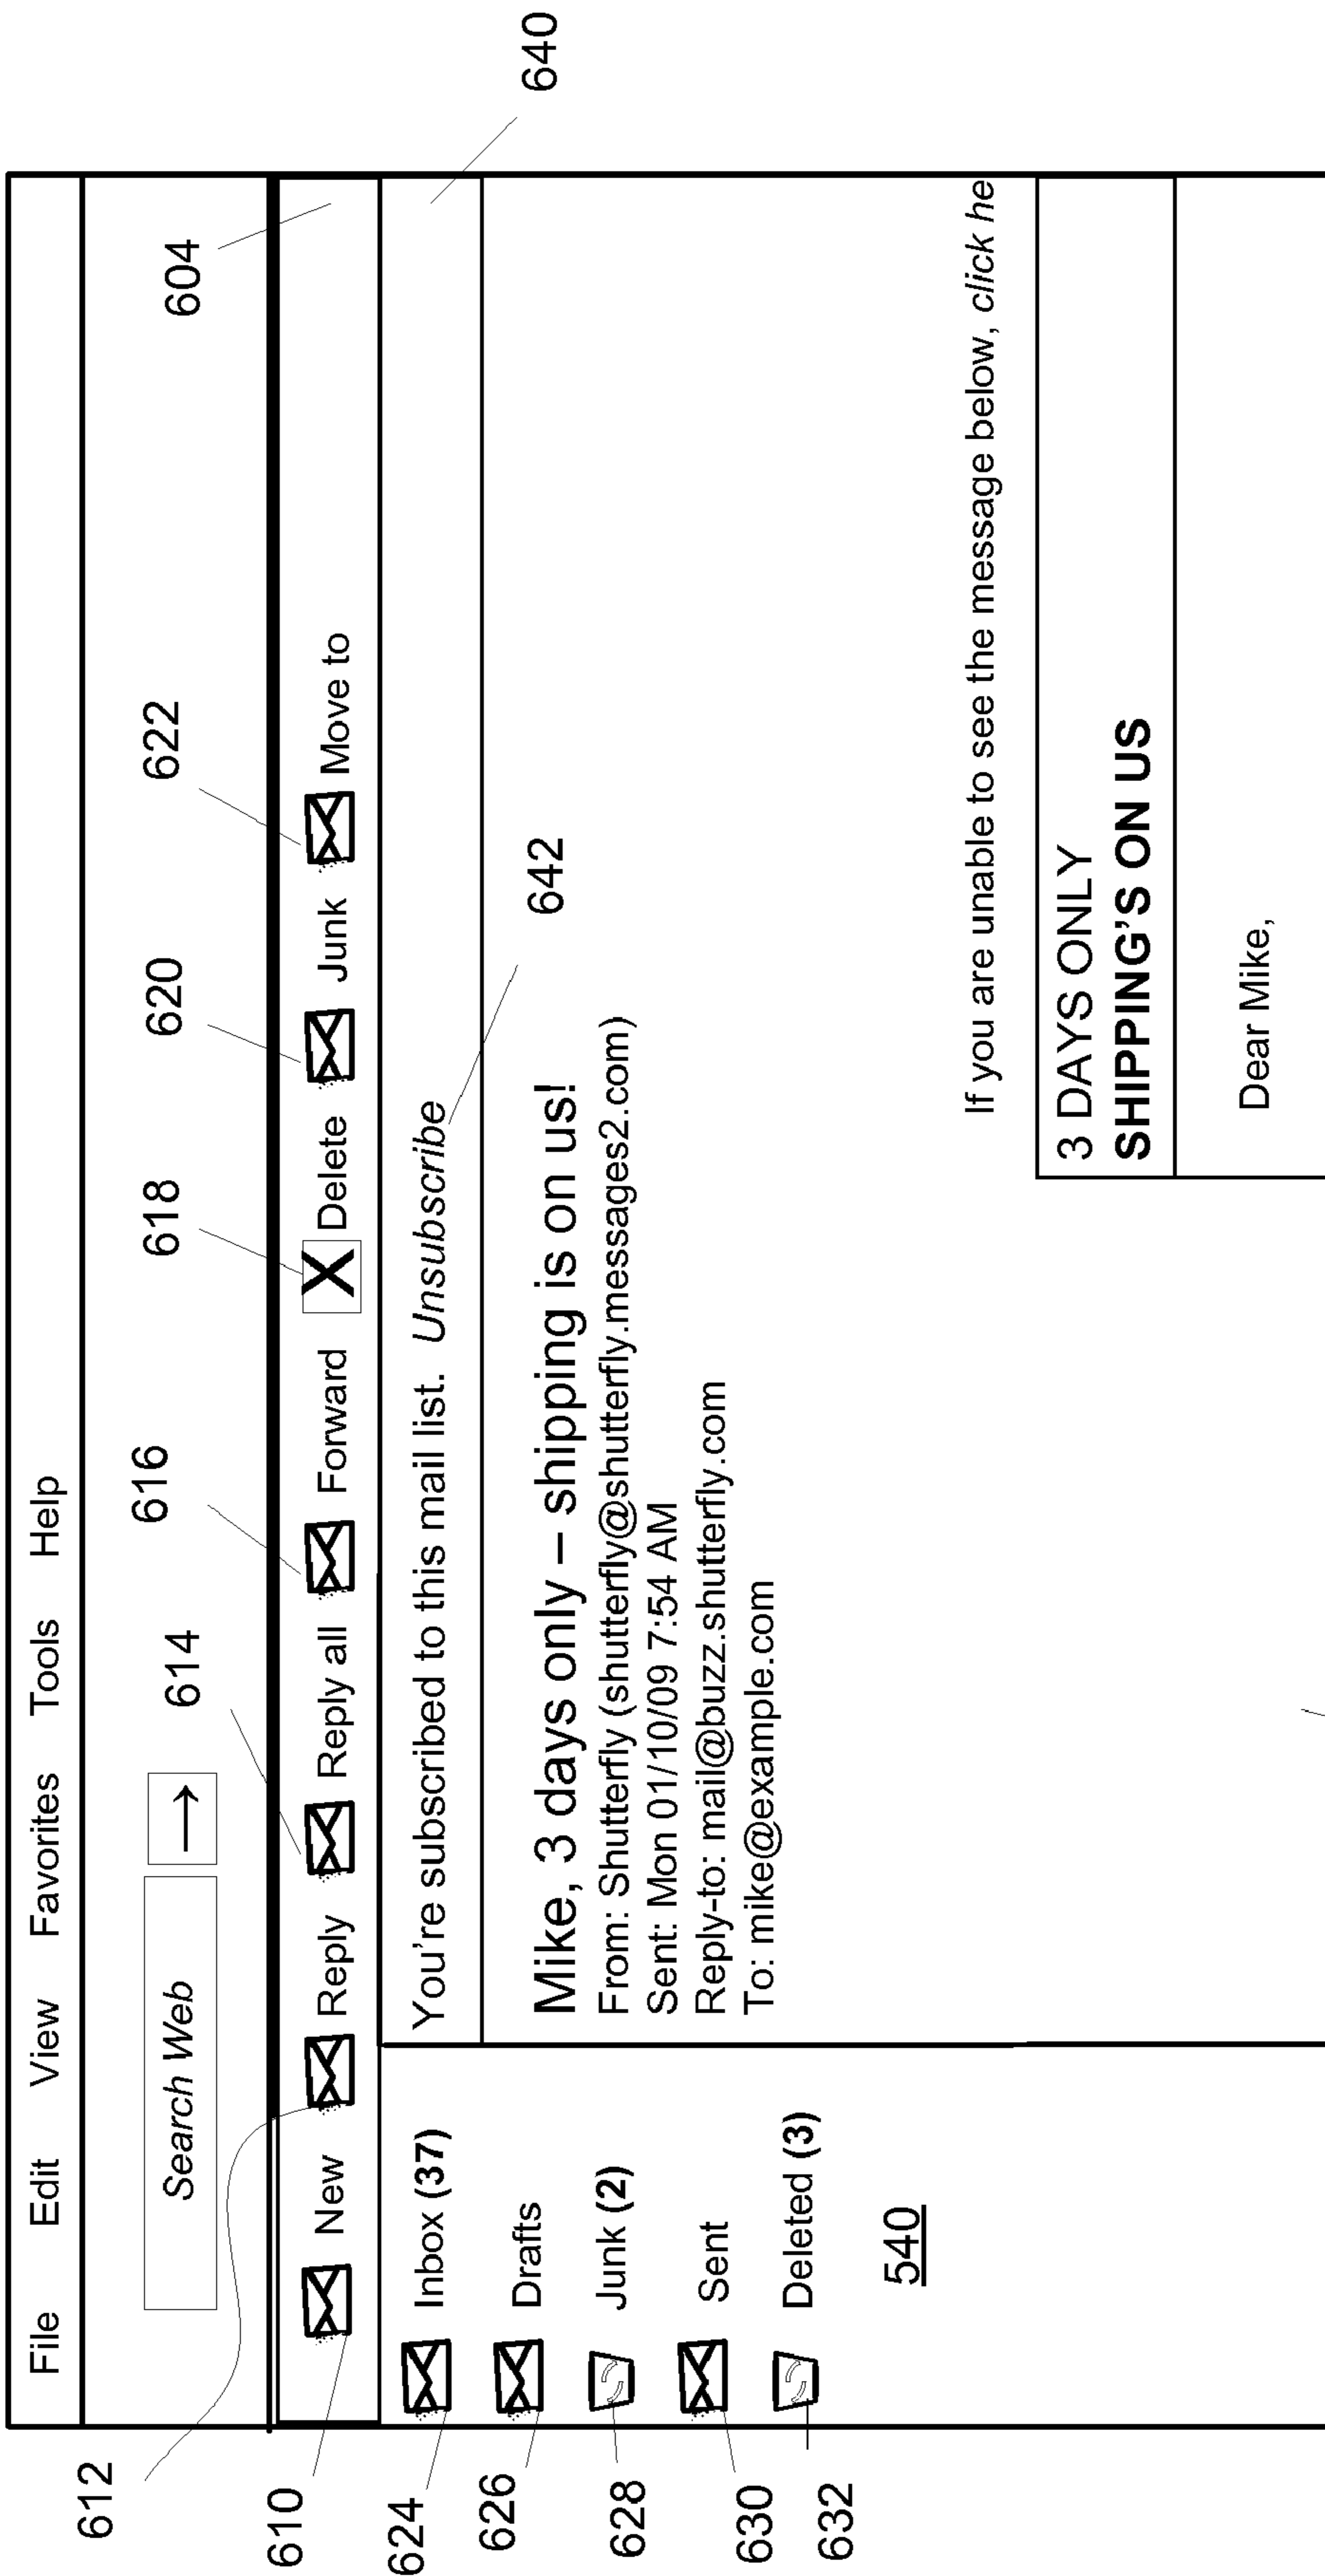 File Edit View Favorites Tools Help
Search Web →
612 614 616 618 620 622 604
610 New Reply Reply all Forward X Delete Junk Move to
624 Inbox (37)
626 Drafts
628 Junk (2)
630 Sent
632 Deleted (3)
540
You're subscribed to this mail list. Unsubscribe
640
642
Mike, 3 days only – shipping is on us!
From: Shutterfly (shutterfly@shutterfly.messages2.com)
Sent: Mon 01/10/09 7:54 AM
Reply-to: mail@buzz.shutterfly.com
To: mike@example.com
If you are unable to see the message below, click he
3 DAYS ONLY
SHIPPING'S ON US
Dear Mike,